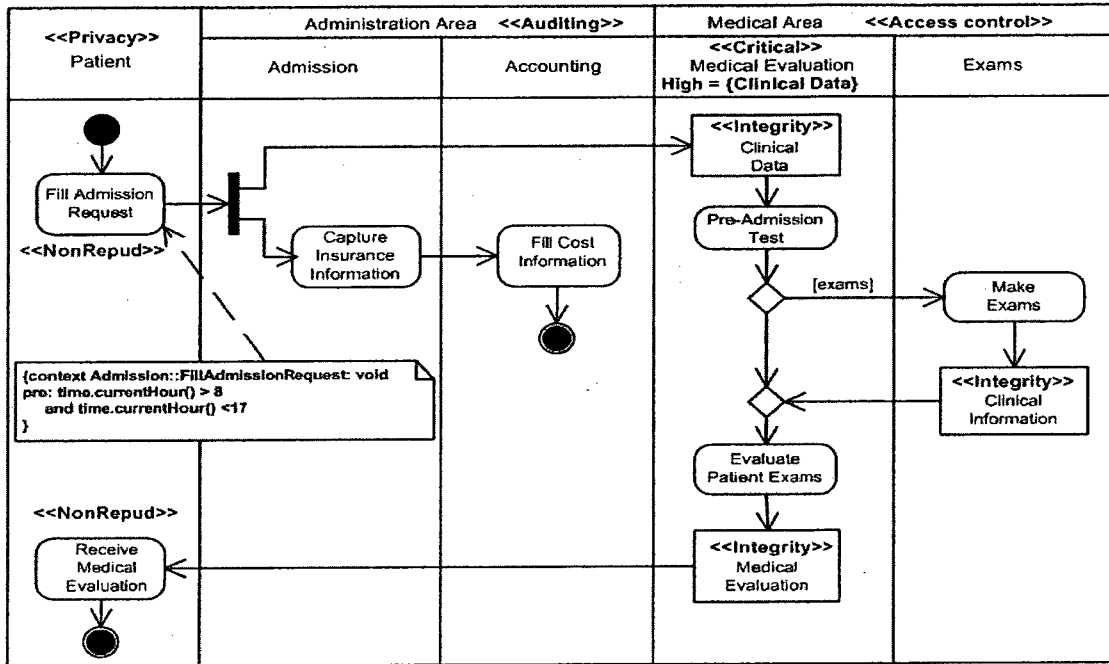 <<Privacy>>
Patient
Administration Area <<Auditing>>
Admission
Accounting
Medical Area <<Access control>>
<<Critical>>
Medical Evaluation
High = {Clinical Data}
Exams
Fill Admission
Request
<<NonRepud>>
Capture
Insurance
Information
Fill Cost
Information
<<Integrity>>
Clinical
Data
Pre-Admission
Test
[exams]
Make
Exams
<<Integrity>>
Clinical
Information
{context Admission::FillAdmissionRequest: void
pre: time.currentHour() > 8
and time.currentHour() <17
}
Evaluate
Patient Exams
<<Integrity>>
Medical
Evaluation
<<NonRepud>>
Receive
Medical
Evaluation